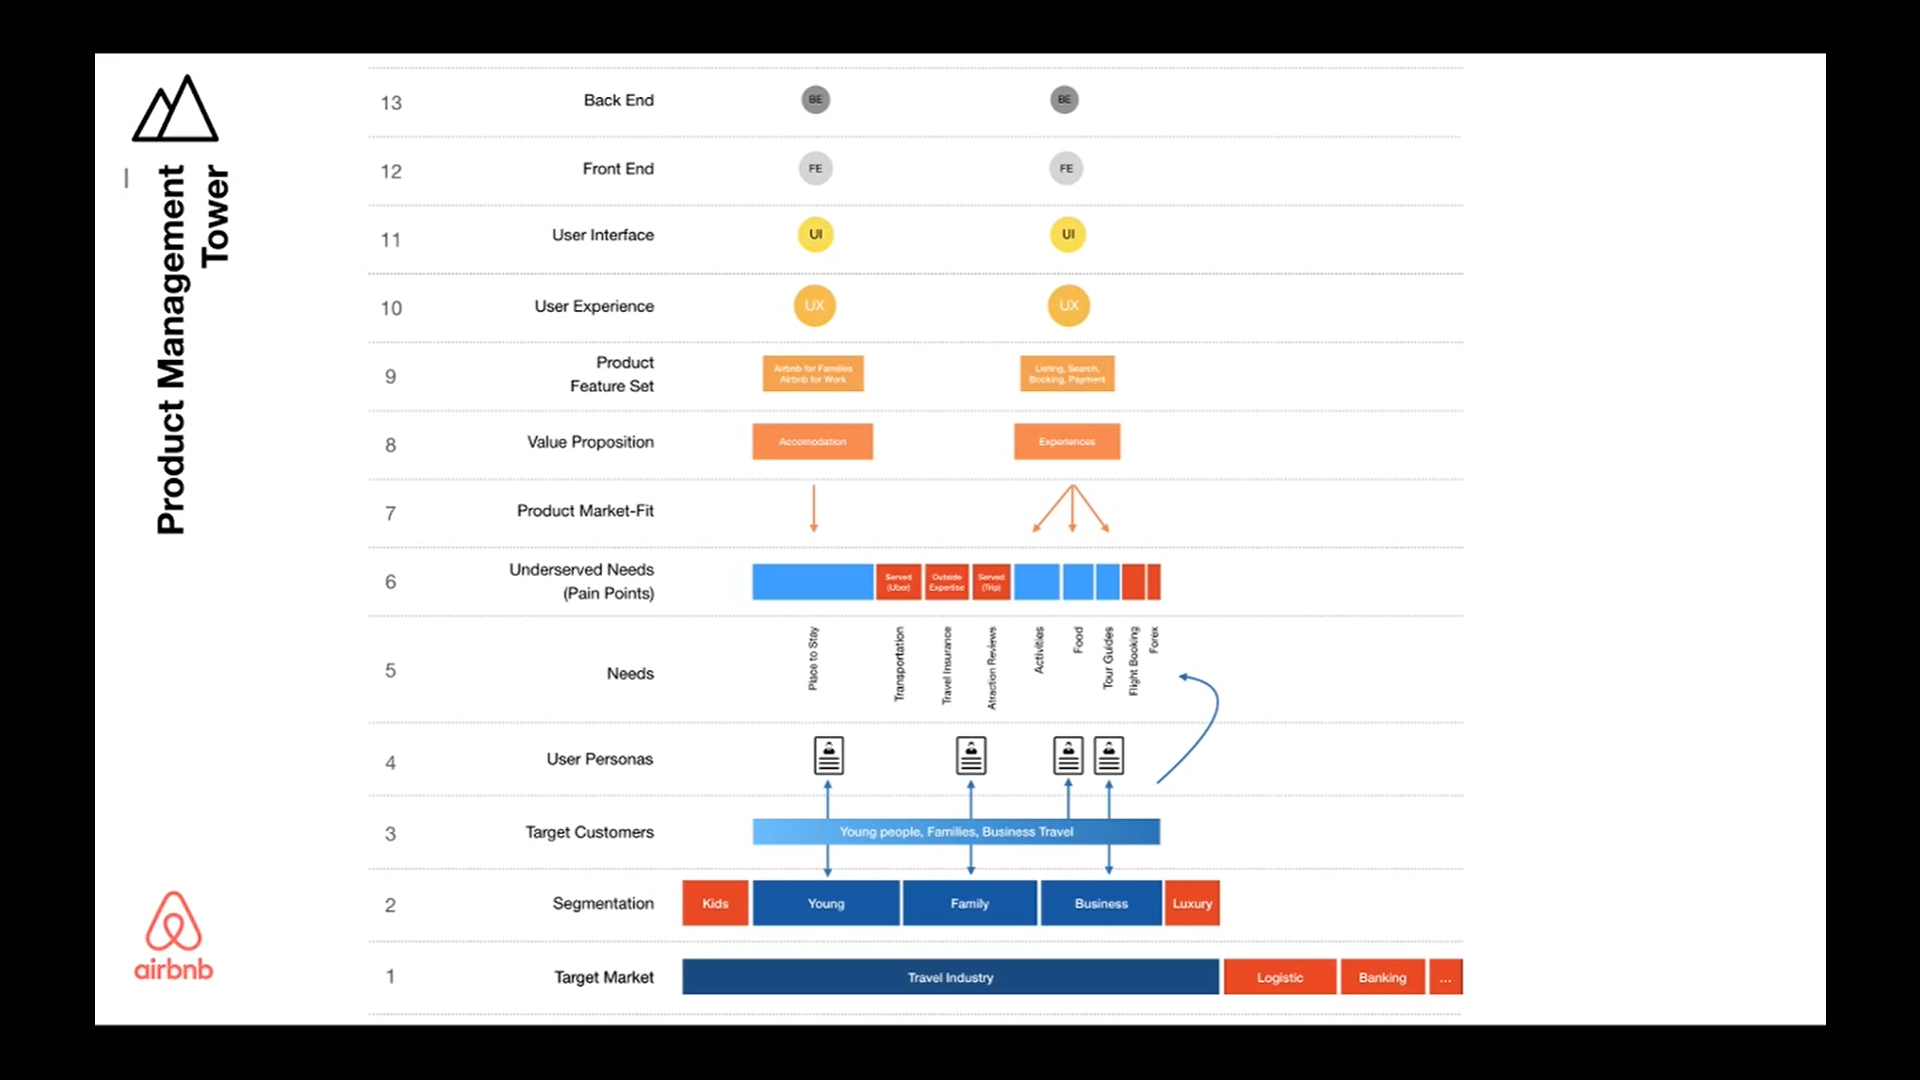 Product Management
Tower
airbnb
13
Back End
BE
BE
12
Front End
FE
FE
11
User Interface
UI
UI
10
User Experience
UX
UX
9
Product
Feature Set
Airbnb for Families
Airbnb for Work
Listing, Search,
Booking, Payment
8
Value Proposition
Accomodation
Experiences
7
Product Market-Fit
6
Underserved Needs
(Pain Points)
Served
(Uber)
Outside
Expertise
Served
(Trip)
5
Needs
Place to Stay
Transportation
Travel Insurance
Atraction Reviews
Activities
Food
Tour Guides
Flight Booking
Forex
4
User Personas
3
Target Customers
Young people, Families, Business Travel
2
Segmentation
Kids
Young
Family
Business
Luxury
1
Target Market
Travel Industry
Logistic
Banking
...